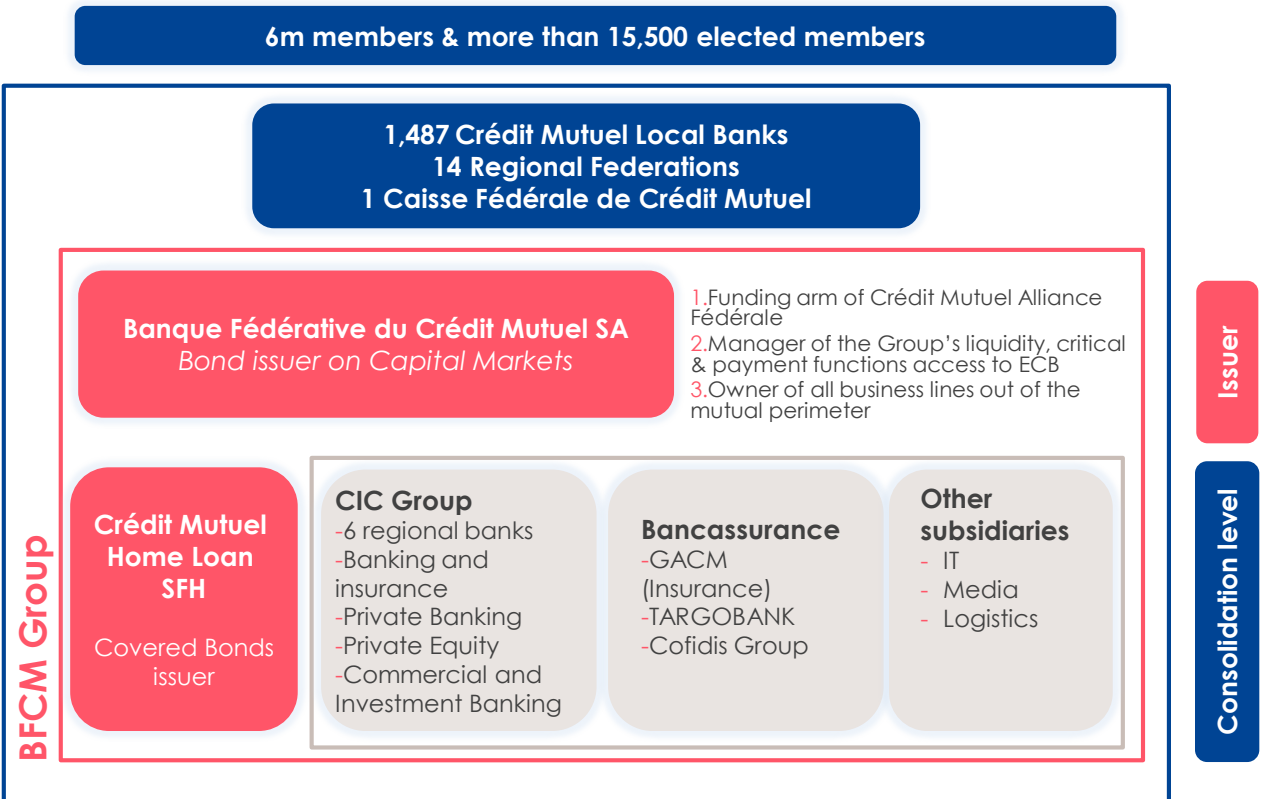 6m members & more than 15,500 elected members
1,487 Crédit Mutuel Local Banks
14 Regional Federations
1 Caisse Fédérale de Crédit Mutuel
Banque Fédérative du Crédit Mutuel SA
Bond issuer on Capital Markets
1.Funding arm of Crédit Mutuel Alliance
Fédérale
2.Manager of the Group's liquidity, critical
& payment functions access to ECB
3.Owner of all business lines out of the
mutual perimeter
Issuer
BFCM Group
Crédit Mutuel
Home Loan
SFH
Covered Bonds
issuer
CIC Group
-6 regional banks
-Banking and
insurance
-Private Banking
-Private Equity
-Commercial and
Investment Banking
Bancassurance
-GACM
(Insurance)
-TARGOBANK
-Cofidis Group
Other
subsidiaries
- IT
- Media
- Logistics
Consolidation level